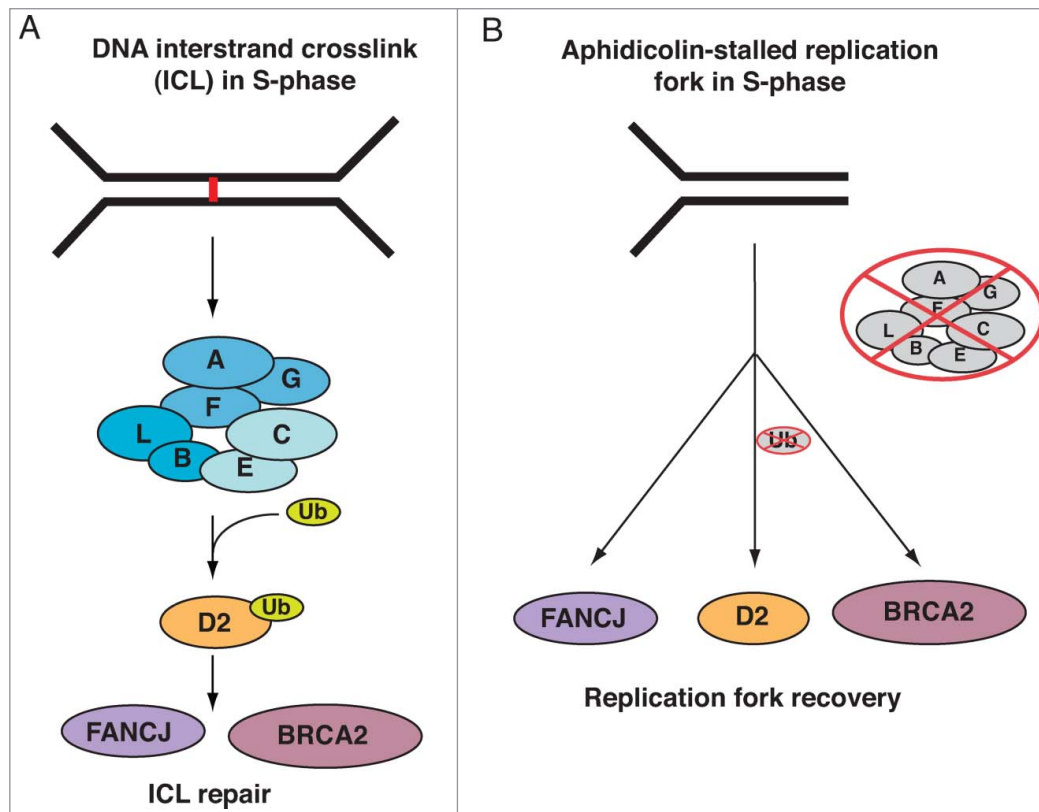 A
DNA interstrand crosslink
(ICL) in S-phase
A
G
F
L
C
B
E
Ub
Ub
D2
FANCJ
BRCA2
ICL repair
B
Aphidicolin-stalled replication
fork in S-phase
A
G
F
L
C
B
E
Ub
FANCJ
D2
BRCA2
Replication fork recovery